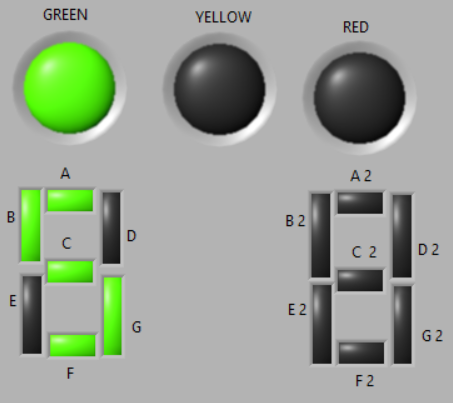 GREEN
YELLOW
RED
A
B
C
D
E
F
G
A 2
B 2
C 2
D 2
E 2
F 2
G 2